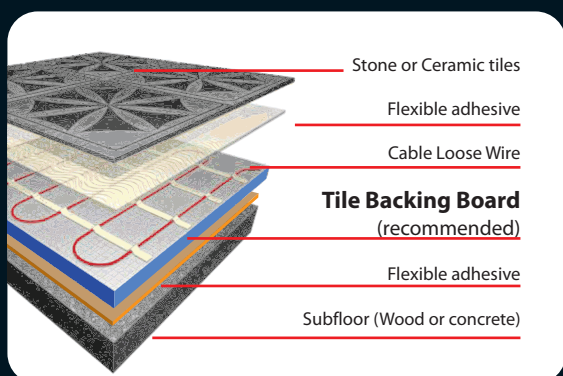 Stone or Ceramic tiles
Flexible adhesive
Cable Loose Wire
Tile Backing Board
(recommended)
Flexible adhesive
Subfloor (Wood or concrete)